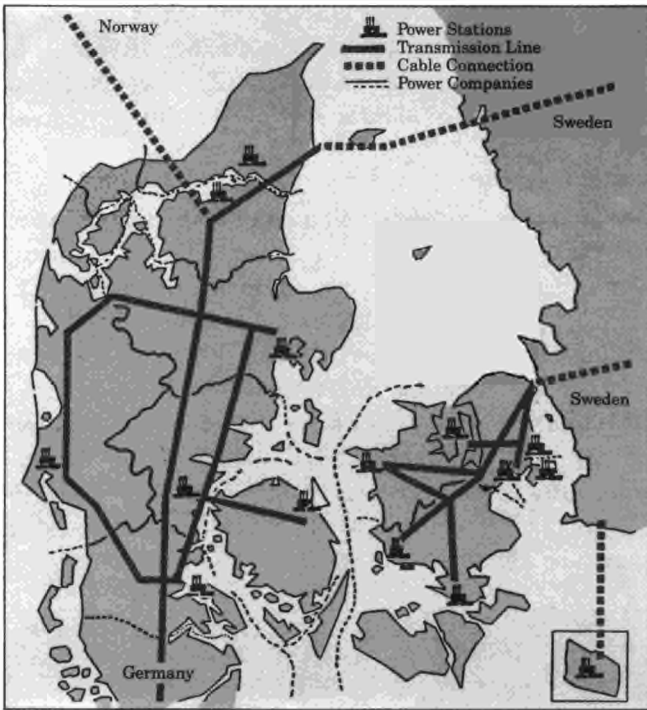 Norway
Power Stations
Transmission Line
Cable Connection
Power Companies
Sweden
Sweden
Germany